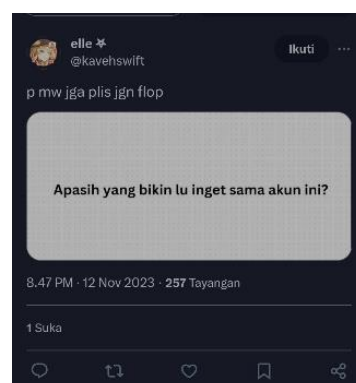 elle
@kavehswift
Ikuti
p mw jga plis jgn flop
Apasih yang bikin lu inget sama akun ini?
8.47 PM · 12 Nov 2023 · 257 Tayangan
1 Suka